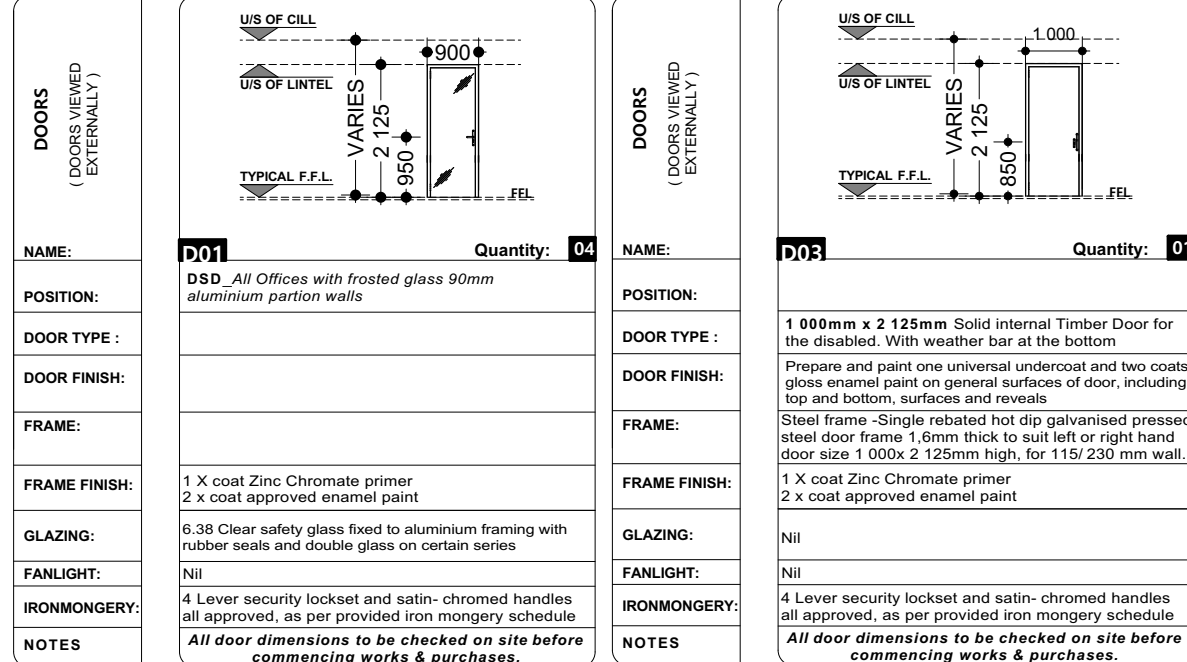 DOORS
( DOORS VIEWED
EXTERNALLY )
U/S OF CILL
U/S OF LINTEL
TYPICAL F.F.L.
VARIES
2 125
950
900
FFL
NAME:
D01
Quantity: 04
POSITION:
DSD_All Offices with frosted glass 90mm
aluminium partion walls
DOOR TYPE :
DOOR FINISH:
FRAME:
FRAME FINISH:
1 X coat Zinc Chromate primer
2 x coat approved enamel paint
GLAZING:
6.38 Clear safety glass fixed to aluminium framing with
rubber seals and double glass on certain series
FANLIGHT:
Nil
IRONMONGERY:
4 Lever security lockset and satin- chromed handles
all approved, as per provided iron mongery schedule
NOTES
All door dimensions to be checked on site before
commencing works & purchases.
DOORS
( DOORS VIEWED
EXTERNALLY )
U/S OF CILL
U/S OF LINTEL
TYPICAL F.F.L.
VARIES
2 125
850
1 000
FFL
NAME:
D03
Quantity: 01
POSITION:
DOOR TYPE :
1 000mm x 2 125mm Solid internal Timber Door for
the disabled. With weather bar at the bottom
DOOR FINISH:
Prepare and paint one universal undercoat and two coats
gloss enamel paint on general surfaces of door, including
top and bottom, surfaces and reveals
FRAME:
Steel frame -Single rebated hot dip galvanised pressed
steel door frame 1,6mm thick to suit left or right hand
door size 1 000x 2 125mm high, for 115/ 230 mm wall.
FRAME FINISH:
1 X coat Zinc Chromate primer
2 x coat approved enamel paint
GLAZING:
Nil
FANLIGHT:
Nil
IRONMONGERY:
4 Lever security lockset and satin- chromed handles
all approved, as per provided iron mongery schedule
NOTES
All door dimensions to be checked on site before
commencing works & purchases.